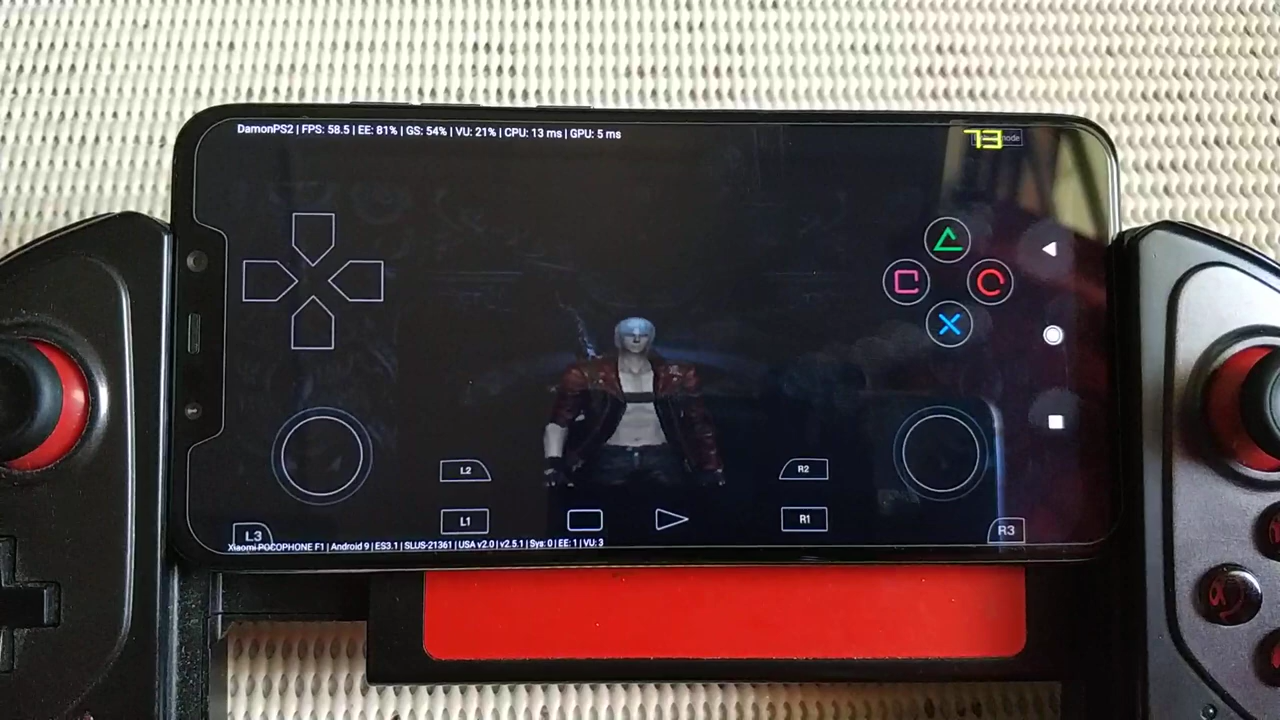 DamonPS2 | FPS: 58.5 | EE: 81% | GS: 54% | VU: 21% | CPU: 13 ms | GPU: 5 ms
mode
L2
R2
L1
R1
L3
R3
Xiaomi POCOPHONE F1 | Android 9 | ES3.1 | SLUS-21361 | USA v2.0 | v2.5.1 | Sys: 0 | EE: 1 | VU: 3